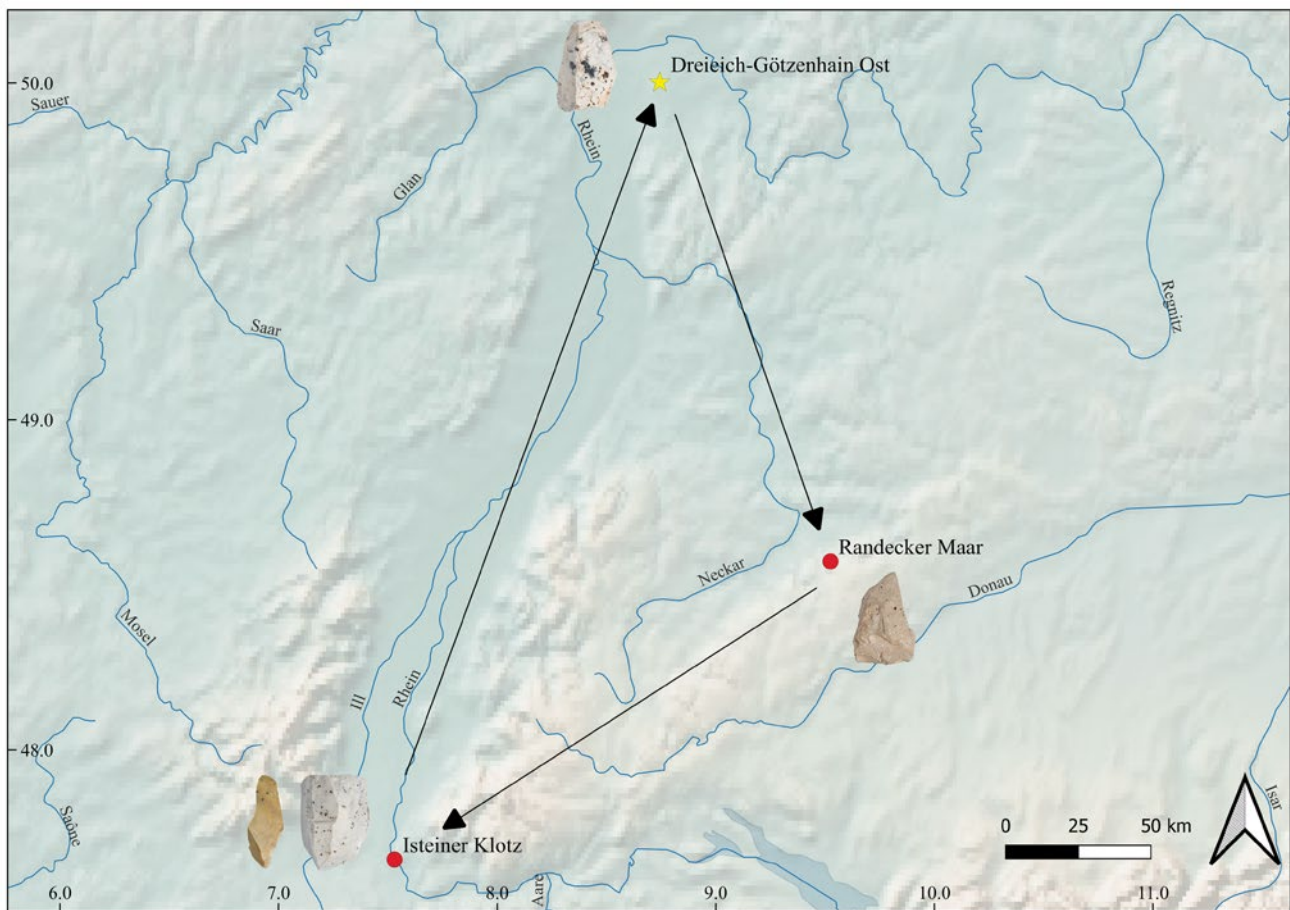 50.0
Sauer
Dreieich-Götzenhain Ost
Rhein
Glan
Saar
Regnitz
49.0
Randecker Maar
Neckar
Donau
Mosel
Ill
Rhein
48.0
Saône
Isteiner Klotz
Aare
Isar
0 25 50 km
6.0 7.0 8.0 9.0 10.0 11.0